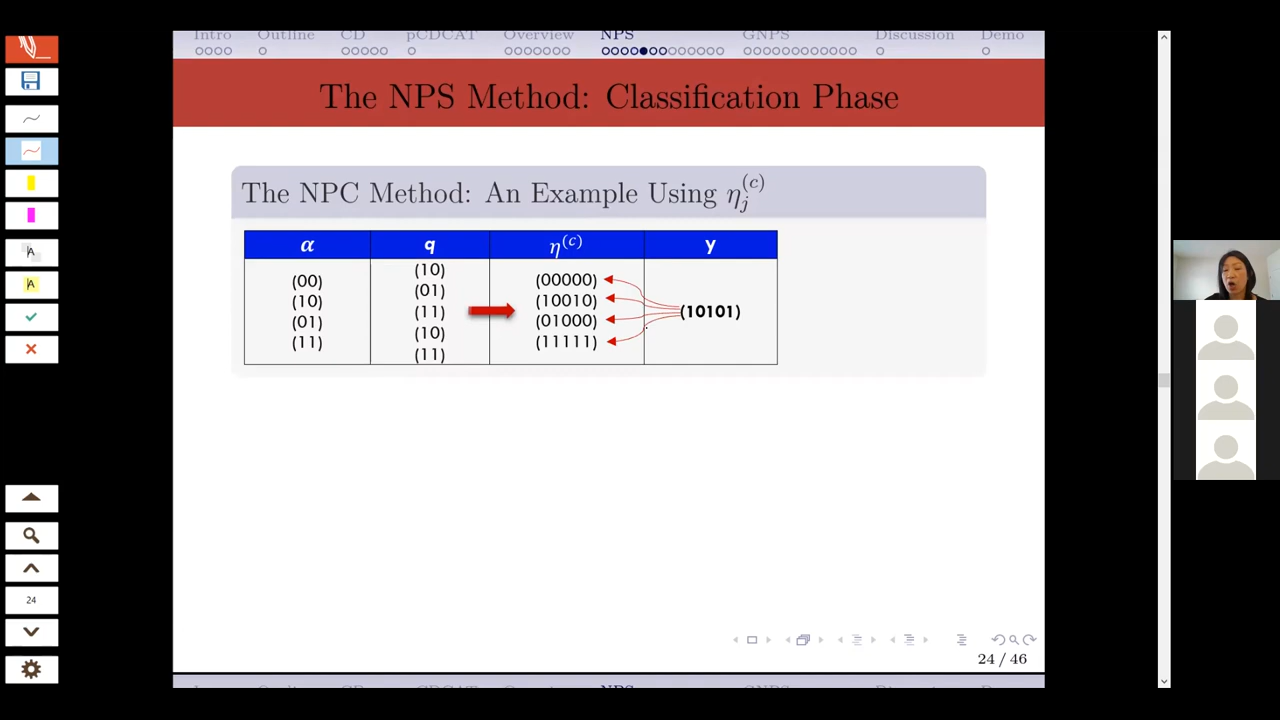 Intro Outline CD pCDCAT Overview NPS GNPS Discussion Demo
The NPS Method: Classification Phase
The NPC Method: An Example Using η_j^(c)
α q η^(c) y
(00)
(10)
(01)
(11)
(10)
(01)
(11)
(10)
(11)
(00000)
(10010)
(01000)
(11111)
(10101)
24 / 46
A
A
24
NPS